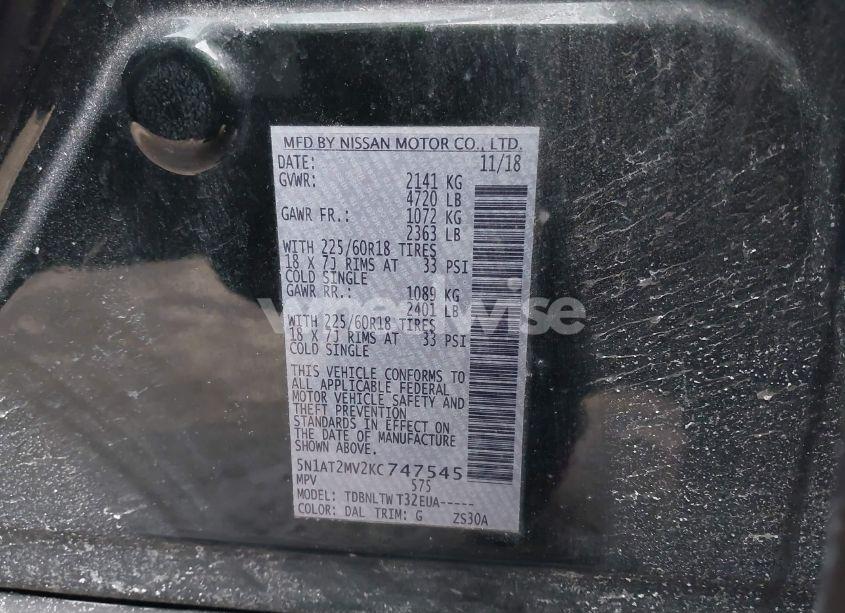 MFD BY NISSAN MOTOR CO., LTD.
DATE: 11/18
GVWR: 2141 KG
4720 LB
GAWR FR.: 1072 KG
2363 LB
WITH 225/60R18 TIRES
18 X 7J RIMS AT 33 PSI
COLD SINGLE
GAWR RR.: 1089 KG
2401 LB
WITH 225/60R18 TIRES
18 X 7J RIMS AT 33 PSI
COLD SINGLE
THIS VEHICLE CONFORMS TO
ALL APPLICABLE FEDERAL
MOTOR VEHICLE SAFETY AND
THEFT PREVENTION
STANDARDS IN EFFECT ON
THE DATE OF MANUFACTURE
SHOWN ABOVE.
5N1AT2MV2KC747545
MPV 575
MODEL: TDBNLTW T32EUA-----
COLOR: DAL TRIM: G ZS30A